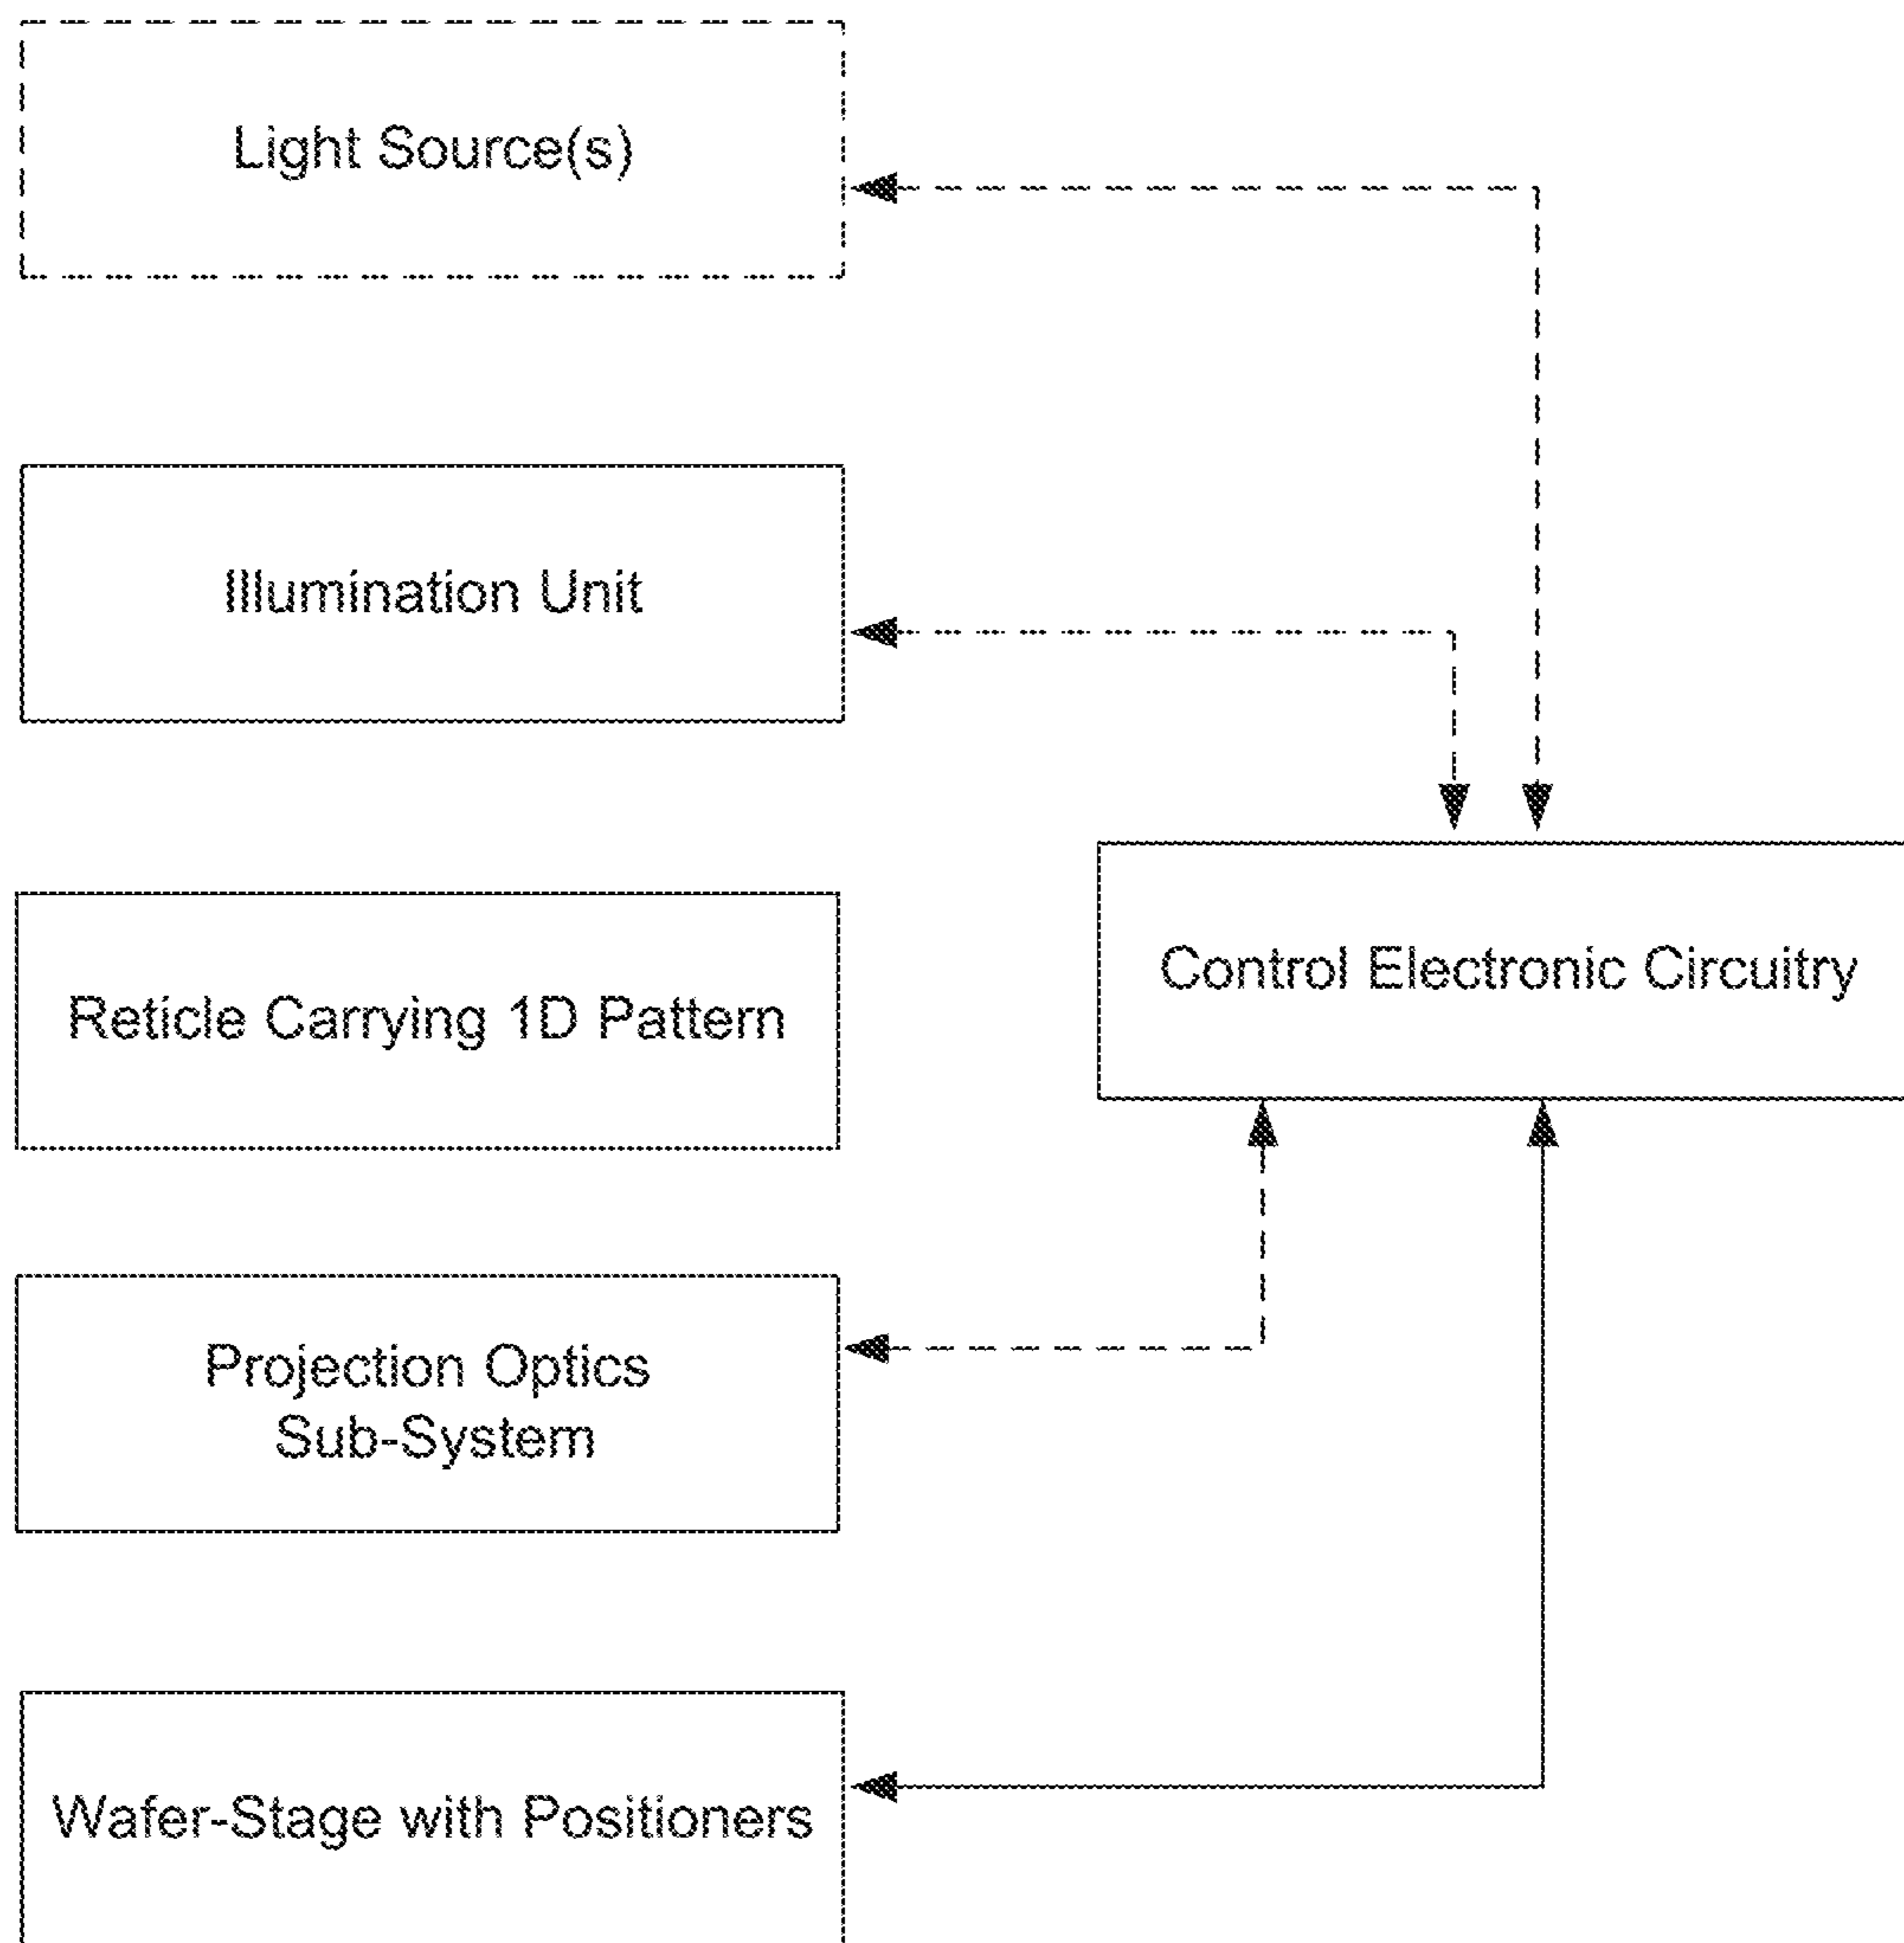 Light Source(s)
Illumination Unit
Reticle Carrying 1D Pattern
Control Electronic Circuitry
Projection Optics
Sub-System
Wafer-Stage with Positioners